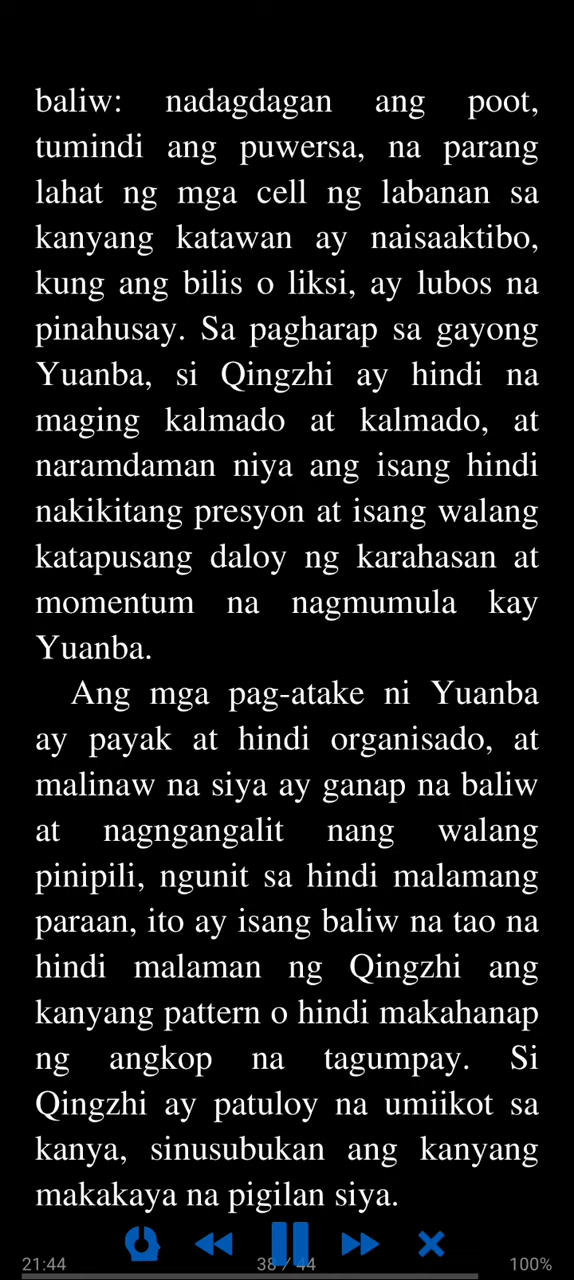 baliw: nadagdagan ang poot,
tumindi ang puwersa, na parang
lahat ng mga cell ng labanan sa
kanyang katawan ay naisaaktibo,
kung ang bilis o liksi, ay lubos na
pinahusay. Sa pagharap sa gayong
Yuanba, si Qingzhi ay hindi na
maging kalmado at kalmado, at
naramdaman niya ang isang hindi
nakikitang presyon at isang walang
katapusang daloy ng karahasan at
momentum na nagmumula kay
Yuanba.
Ang mga pag-atake ni Yuanba
ay payak at hindi organisado, at
malinaw na siya ay ganap na baliw
at nagngangalit nang walang
pinipili, ngunit sa hindi malamang
paraan, ito ay isang baliw na tao na
hindi malaman ng Qingzhi ang
kanyang pattern o hindi makahanap
ng angkop na tagumpay. Si
Qingzhi ay patuloy na umiikot sa
kanya, sinusubukan ang kanyang
makakaya na pigilan siya.
21:44 38 / 44 100%